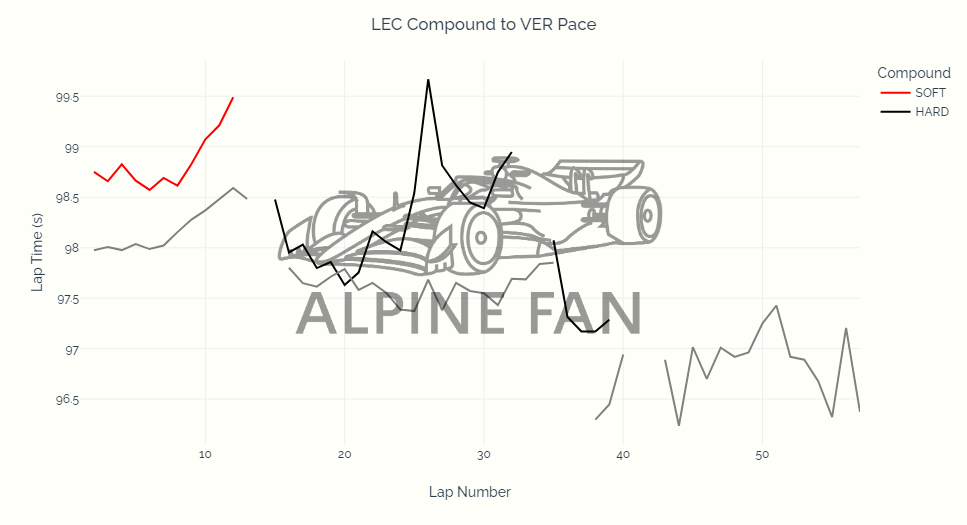 LEC Compound to VER Pace
Compound
SOFT
HARD
99.5
99
98.5
98
97.5
97
96.5
Lap Time (s)
ALPINE FAN
10
20
30
40
50
Lap Number